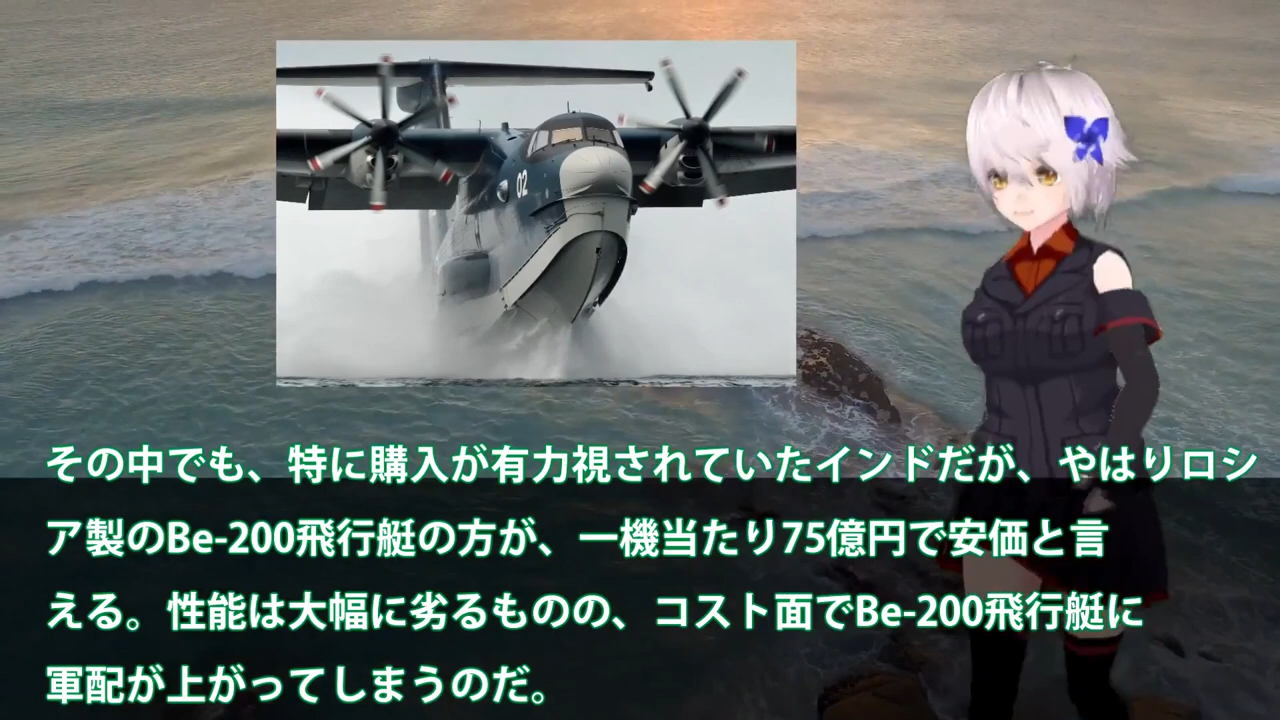 02
その中でも、特に購入が有力視されていたインドだが、やはりロシ
ア製のBe-200飛行艇の方が、一機当たり75億円で安価と言
える。性能は大幅に劣るものの、コスト面でBe-200飛行艇に
軍配が上がってしまうのだ。